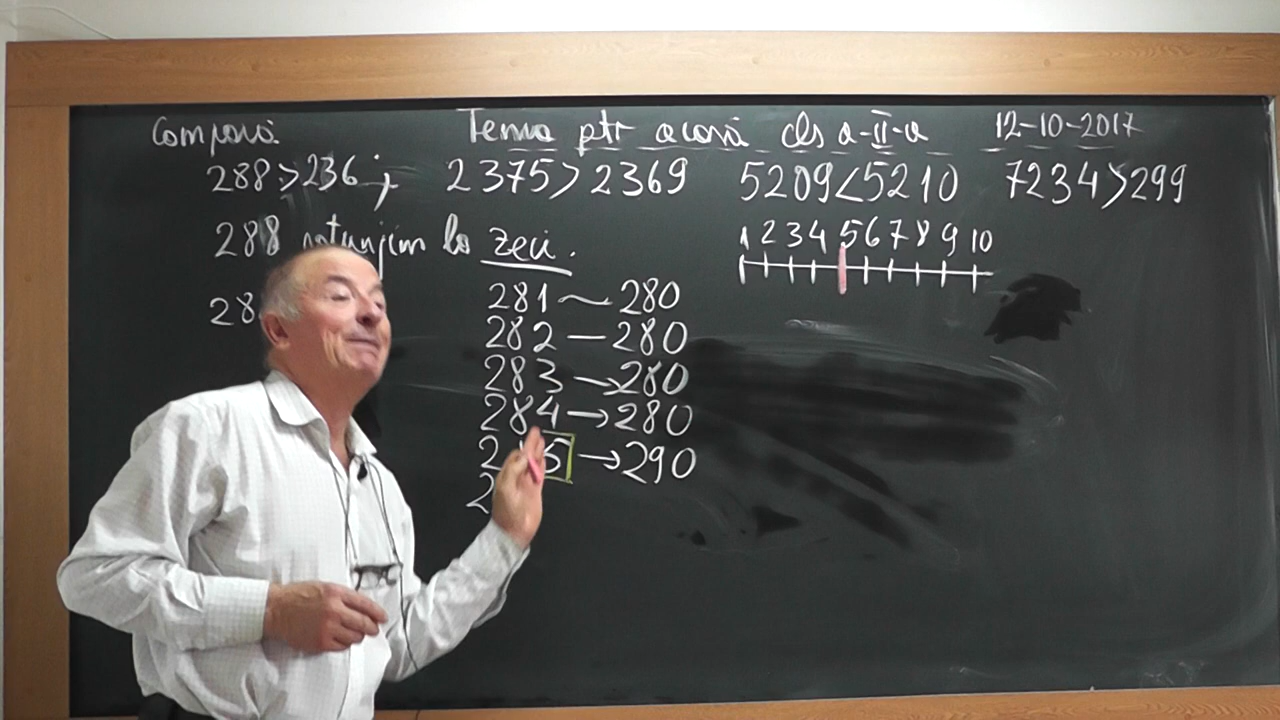 Compară Tema ptr acasă cls a-II-a 12-10-2017
288>236; 2375>2369 5209<5210 7234>299
288 rotunjim la zeci. 1 2 3 4 5 6 7 8 9 10
28
281 — 280
282 — 280
283 → 280
284 → 280
2 5 → 290
2